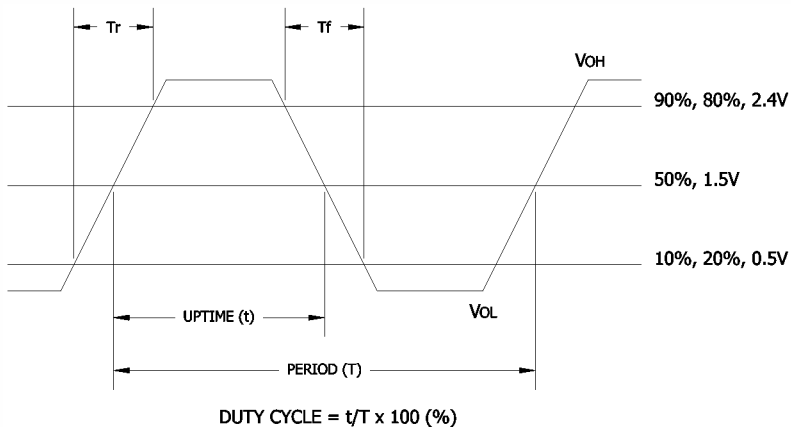 Tr
Tf
VOH
90%, 80%, 2.4V
50%, 1.5V
10%, 20%, 0.5V
VOL
UPTIME (t)
PERIOD (T)
DUTY CYCLE = t/T x 100 (%)